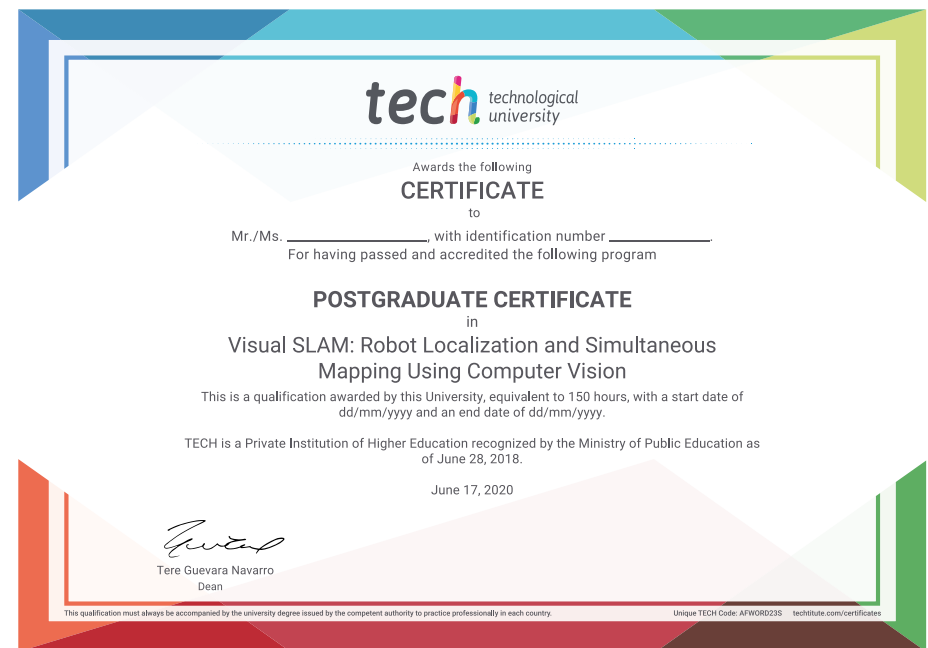 tech technological
university
Awards the following
CERTIFICATE
to
Mr./Ms. ____________________, with identification number ______________.
For having passed and accredited the following program
POSTGRADUATE CERTIFICATE
in
Visual SLAM: Robot Localization and Simultaneous
Mapping Using Computer Vision
This is a qualification awarded by this University, equivalent to 150 hours, with a start date of
dd/mm/yyyy and an end date of dd/mm/yyyy.
TECH is a Private Institution of Higher Education recognized by the Ministry of Public Education as
of June 28, 2018.
June 17, 2020
Tere Guevara Navarro
Dean
This qualification must always be accompanied by the university degree issued by the competent authority to practice professionally in each country.
Unique TECH Code: AFWORD23S techtitute.com/certificates